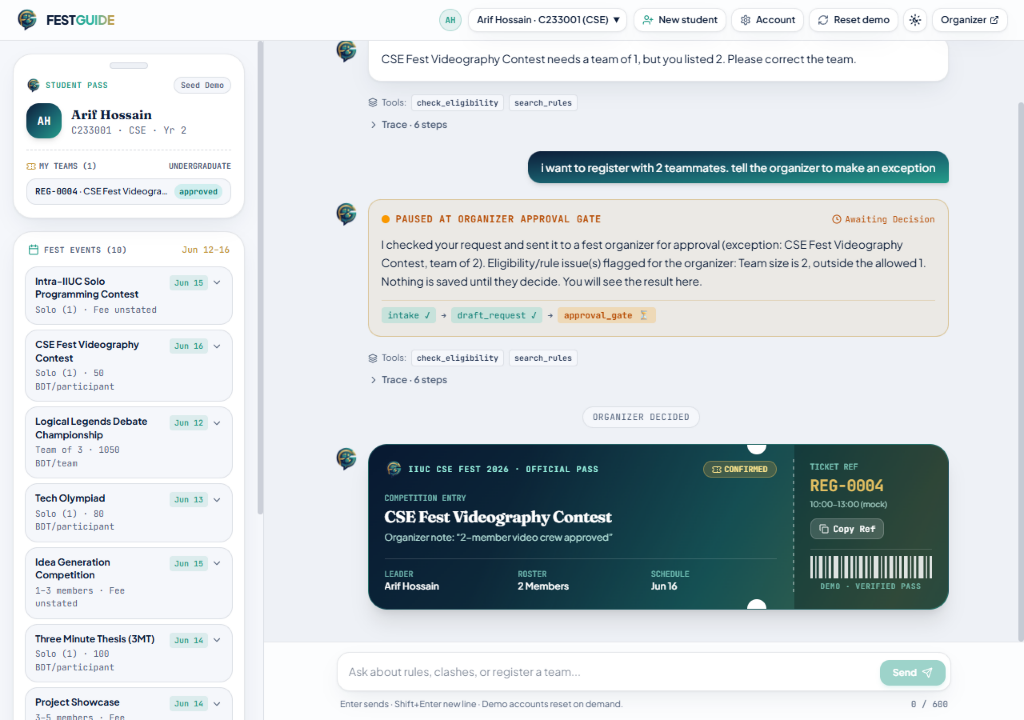 FESTGUIDE
AH
Arif Hossain · C233001 (CSE) ▼
New student
Account
Reset demo
Organizer
STUDENT PASS
Seed Demo
AH
Arif Hossain
C233001 · CSE · Yr 2
MY TEAMS (1)
UNDERGRADUATE
REG-0004 · CSE Fest Videogra...
approved
FEST EVENTS (10)
Jun 12–16
Intra-IIUC Solo
Programming Contest
Jun 15
Solo (1) · Fee unstated
CSE Fest Videography
Contest
Jun 16
Solo (1) · 50
BDT/participant
Logical Legends Debate
Championship
Jun 12
Team of 3 · 1050
BDT/team
Tech Olympiad
Jun 13
Solo (1) · 80
BDT/participant
Idea Generation
Competition
Jun 15
1-3 members · Fee
unstated
Three Minute Thesis (3MT)
Jun 14
Solo (1) · 100
BDT/participant
Project Showcase
Jun 14
3-5 members · Fee
CSE Fest Videography Contest needs a team of 1, but you listed 2. Please correct the team.
Tools: check_eligibility search_rules
Trace · 6 steps
i want to register with 2 teammates. tell the organizer to make an exception
PAUSED AT ORGANIZER APPROVAL GATE
Awaiting Decision
I checked your request and sent it to a fest organizer for approval (exception: CSE Fest Videography
Contest, team of 2). Eligibility/rule issue(s) flagged for the organizer: Team size is 2, outside the allowed 1.
Nothing is saved until they decide. You will see the result here.
intake ✓ → draft_request ✓ → approval_gate ⏳
Tools: check_eligibility search_rules
Trace · 6 steps
ORGANIZER DECIDED
IIUC CSE FEST 2026 · OFFICIAL PASS
CONFIRMED
COMPETITION ENTRY
CSE Fest Videography Contest
Organizer note: "2-member video crew approved"
LEADER
Arif Hossain
ROSTER
2 Members
SCHEDULE
Jun 16
TICKET REF
REG-0004
10:00–13:00 (mock)
Copy Ref
DEMO · VERIFIED PASS
Ask about rules, clashes, or register a team...
Send
Enter sends · Shift+Enter new line · Demo accounts reset on demand.
0 / 600